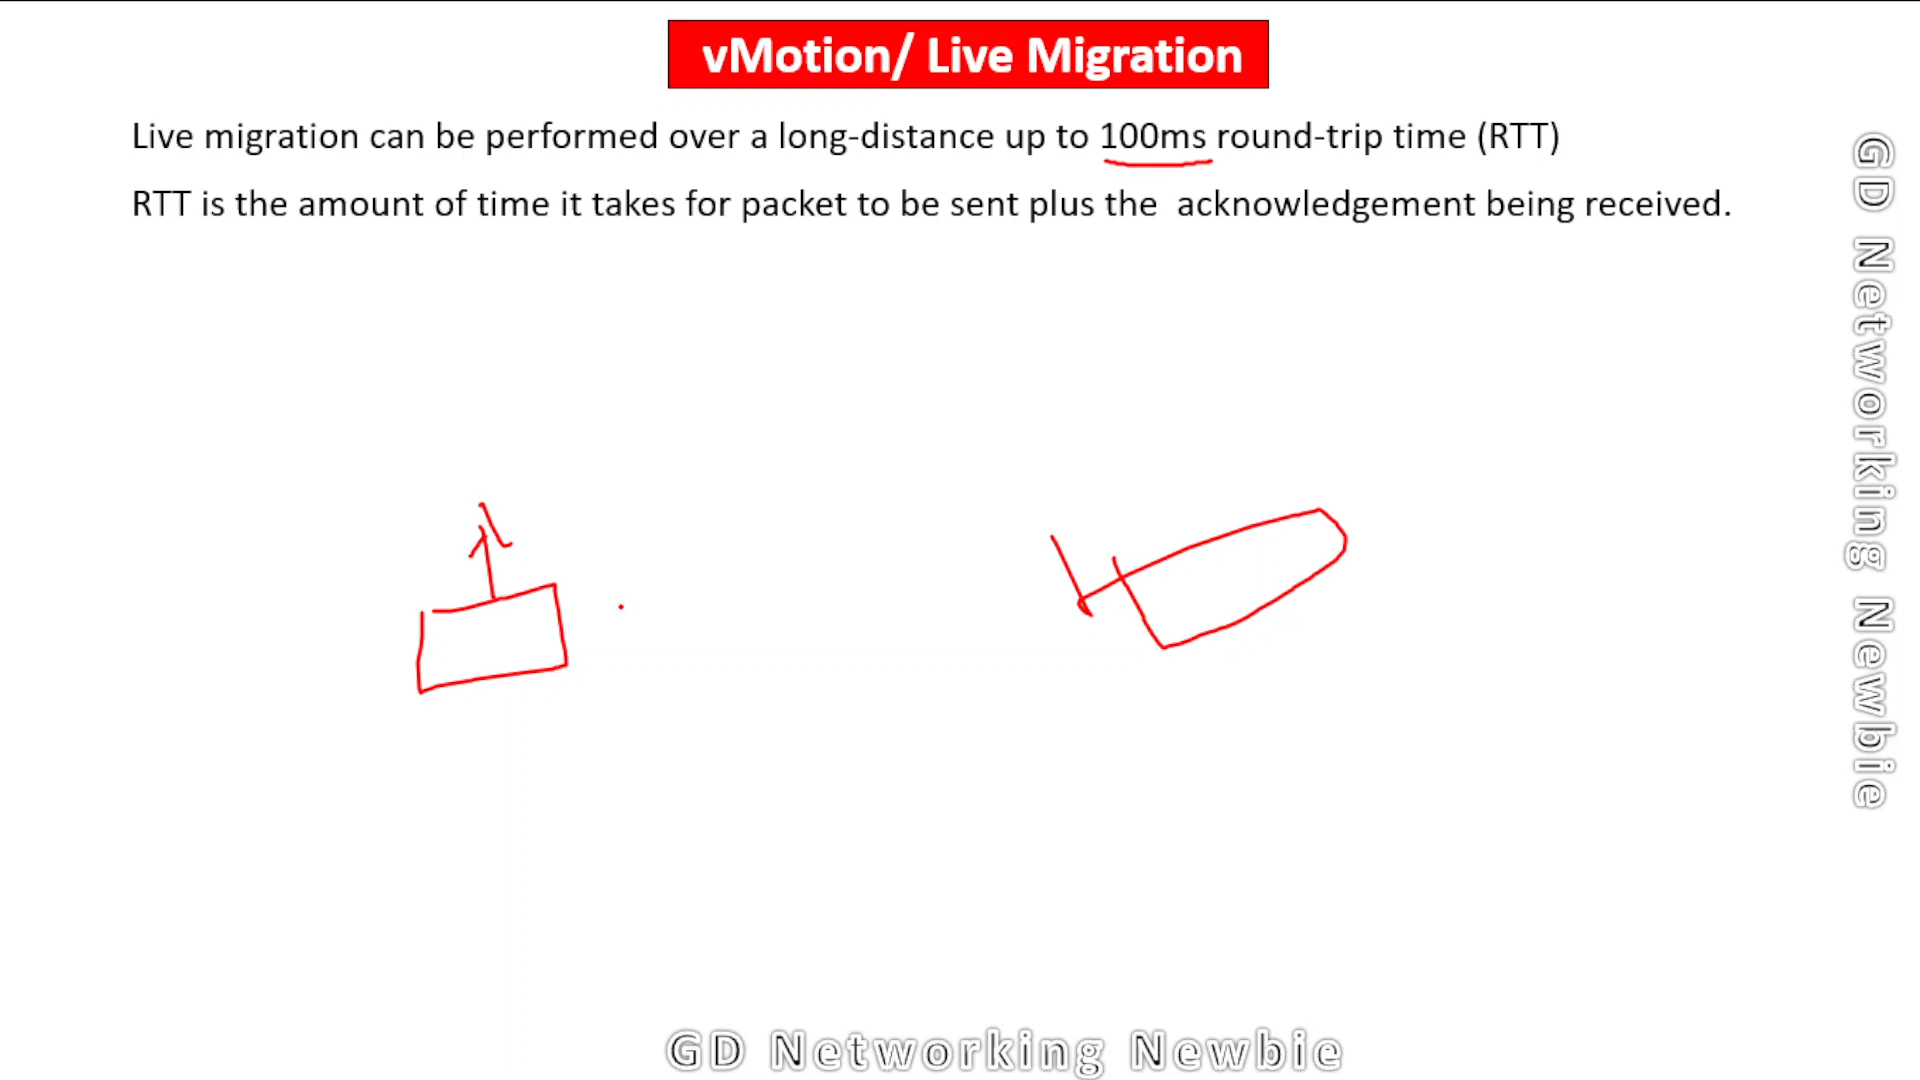 vMotion/ Live Migration
Live migration can be performed over a long-distance up to 100ms round-trip time (RTT)
RTT is the amount of time it takes for packet to be sent plus the  acknowledgement being received.
GD Networking Newbie
GD Networking Newbie